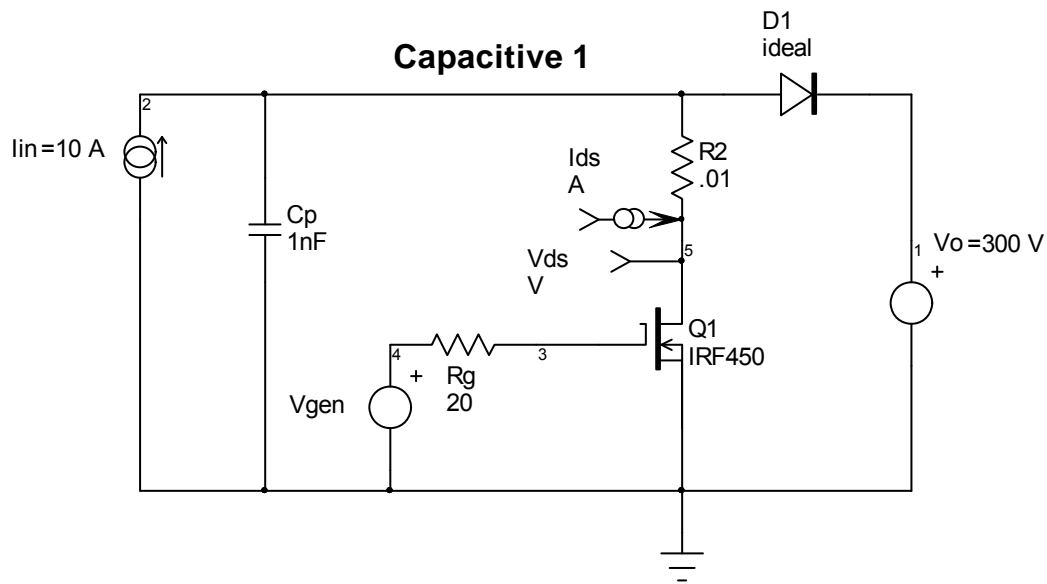 D1
ideal
Capacitive 1
2
Iin=10 A
Cp
1nF
Ids
A
R2
.01
Vds
V
5
1
Vo=300 V
+
Q1
IRF450
4
3
+
Rg
20
Vgen